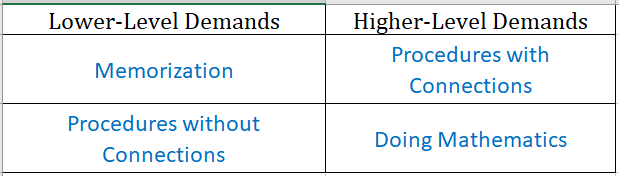 Lower-Level Demands
Higher-Level Demands
Memorization
Procedures with
Connections
Procedures without
Connections
Doing Mathematics